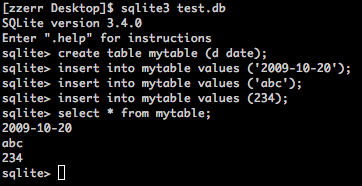 [zzerr Desktop]$ sqlite3 test.db
SQLite version 3.4.0
Enter ".help" for instructions
sqlite> create table mytable (d date);
sqlite> insert into mytable values ('2009-10-20');
sqlite> insert into mytable values ('abc');
sqlite> insert into mytable values (234);
sqlite> select * from mytable;
2009-10-20
abc
234
sqlite>